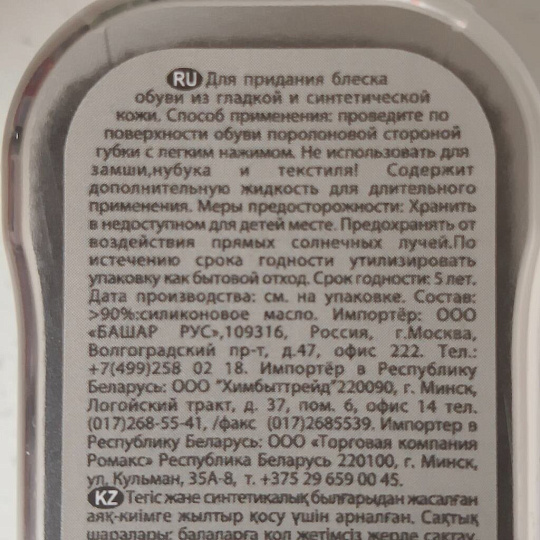 RU Для придания блеска
обуви из гладкой и синтетической
кожи. Способ применения: проведите по
поверхности обуви поролоновой стороной
губки с легким нажимом. Не использовать для
замши,нубука и текстиля! Содержит
дополнительную жидкость для длительного
применения. Меры предосторожности: Хранить
в недоступном для детей месте. Предохранять от
воздействия прямых солнечных лучей.По
истечению срока годности утилизировать
упаковку как бытовой отход. Срок годности: 5 лет.
Дата производства: см. на упаковке. Состав:
>90%:силиконовое масло. Импортёр: ООО
«БАШАР РУС»,109316, Россия, г.Москва,
Волгоградский пр-т, д.47, офис 222. Тел.:
+7(499)258 02 18. Импортёр в Республику
Беларусь: ООО "Химбыттрейд"220090, г. Минск,
Логойский тракт, д. 37, пом. 6, офис 14 тел.
(017)268-55-41, /факс (017)2685539. Импортер в
Республику Беларусь: ООО «Торговая компания
Ромакс» Республика Беларусь 220100, г. Минск,
ул. Кульман, 35А-8, т. +375 29 659 00 45.
KZ Тегіс және синтетикалық былғарыдан жасалған
аяқ-киімге жылтыр қосу үшін арналған. Сақтық
шаралары: балаларға қол жетімсіз жерде сақтау.